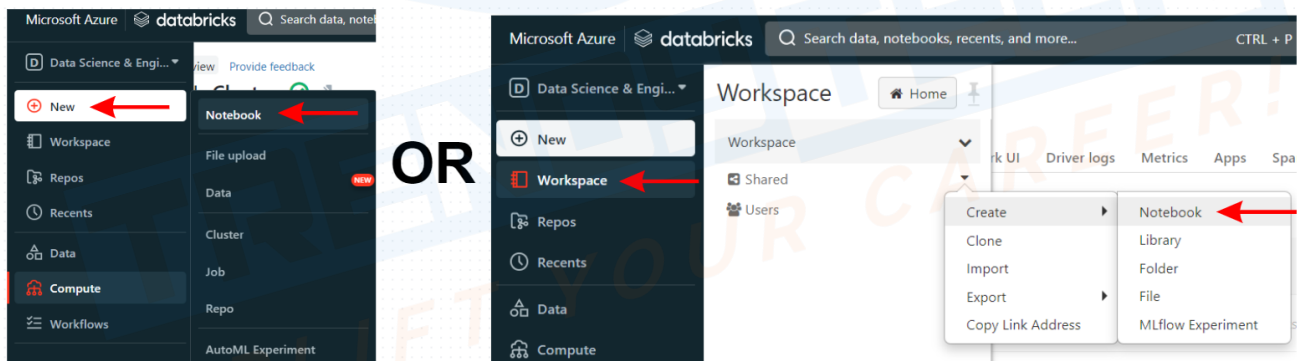 Microsoft Azure databricks Search data, noteb
Data Science & Engi...
view Provide feedback
New
Workspace
Repos
Recents
Data
Compute
Workflows
Notebook
File upload
Data
NEW
Cluster
Job
Repo
AutoML Experiment
OR
Microsoft Azure databricks Search data, notebooks, recents, and more... CTRL + P
Data Science & Engi...
New
Workspace
Repos
Recents
Data
Compute
Workspace Home
Workspace
Shared
Users
rk UI Driver logs Metrics Apps Spa
Create
Clone
Import
Export
Copy Link Address
Notebook
Library
Folder
File
MLflow Experiment
LIFT YOUR CAREER!